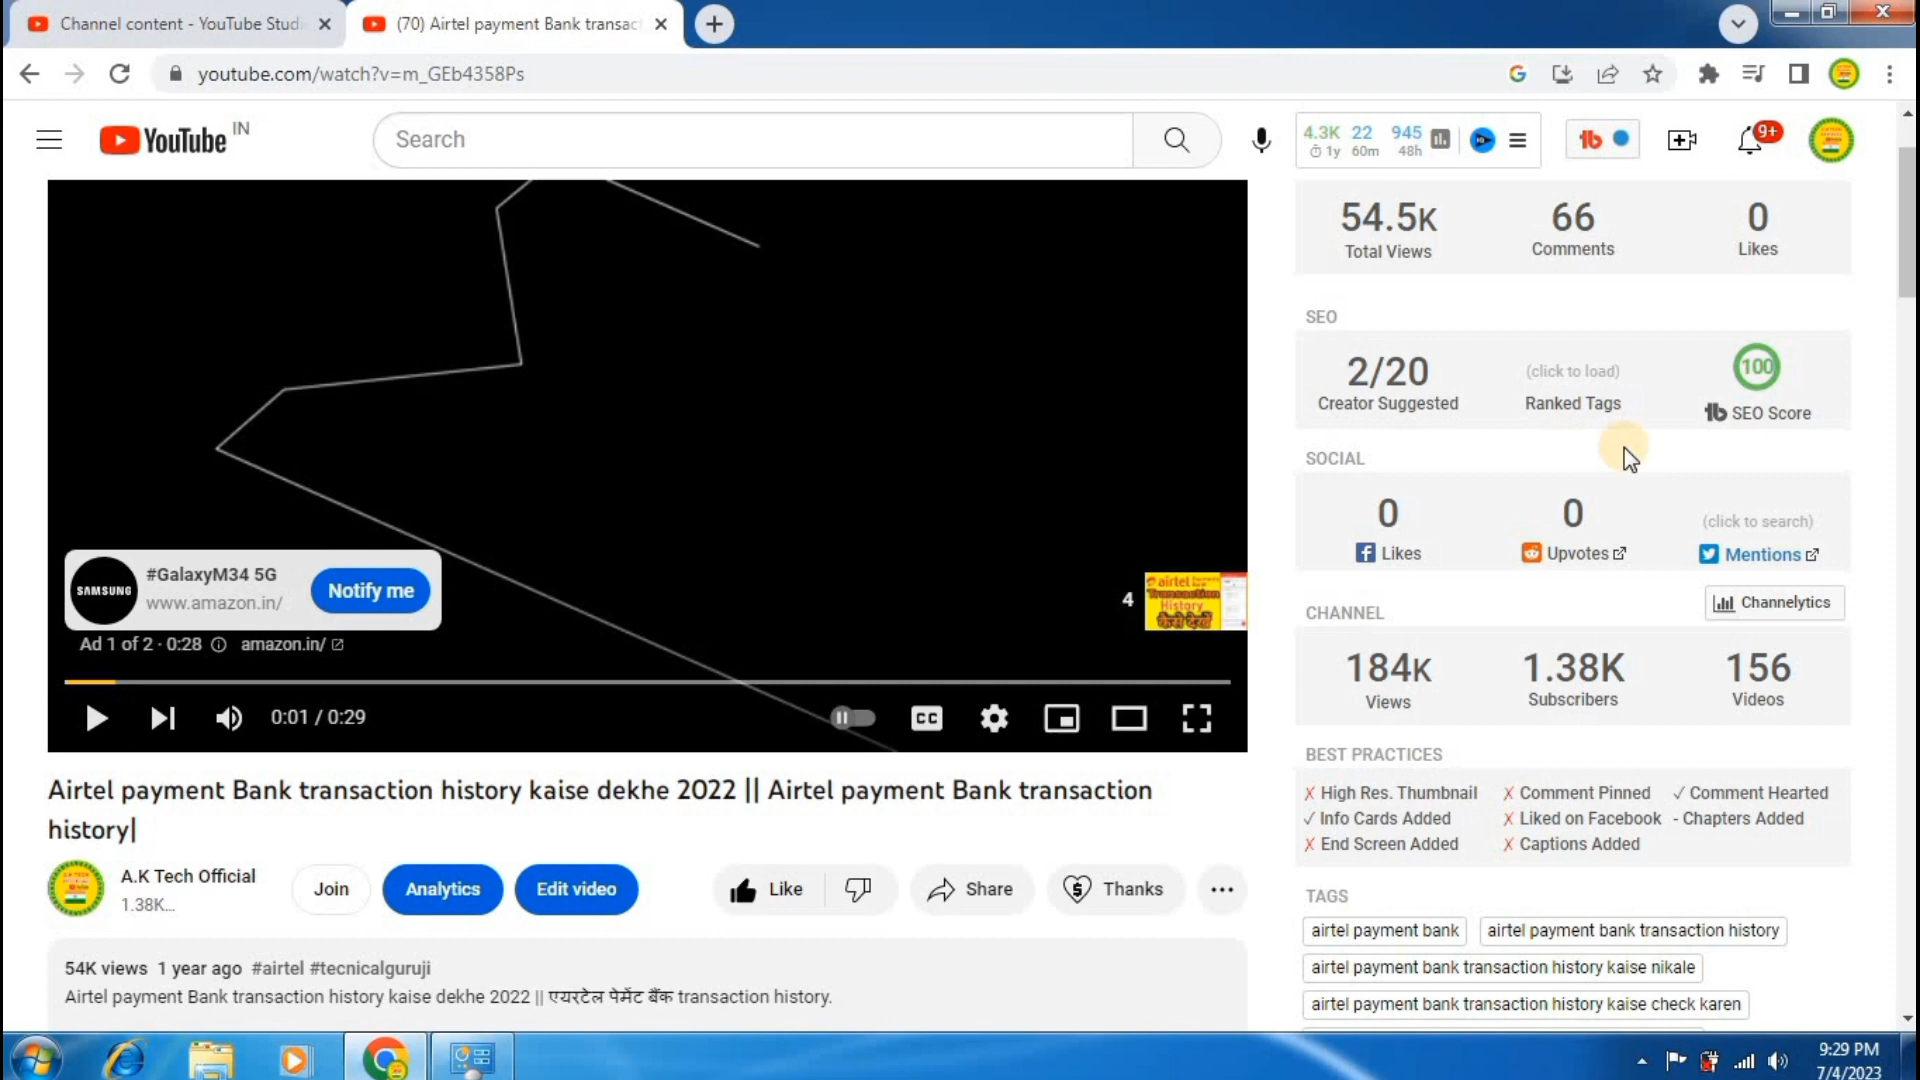 Channel content - YouTube Studi
(70) Airtel payment Bank transac
youtube.com/watch?v=m_GEb4358Ps
YouTube IN
Search
4.3K 22 945
1y 60m 48h
9+
54.5K 66 0
Total Views Comments Likes
SEO
2/20 (click to load) 100
Creator Suggested Ranked Tags SEO Score
SOCIAL
0 0 (click to search)
Likes Upvotes Mentions
CHANNEL Channelytics
184K 1.38K 156
Views Subscribers Videos
BEST PRACTICES
✗ High Res. Thumbnail ✗ Comment Pinned ✓ Comment Hearted
✓ Info Cards Added ✗ Liked on Facebook - Chapters Added
✗ End Screen Added ✗ Captions Added
TAGS
airtel payment bank airtel payment bank transaction history
airtel payment bank transaction history kaise nikale
airtel payment bank transaction history kaise check karen
SAMSUNG
#GalaxyM34 5G
www.amazon.in/
Notify me
Ad 1 of 2 · 0:28 amazon.in/
4
airtel
Transaction
History
कैसे देखें
0:01 / 0:29
CC
Airtel payment Bank transaction history kaise dekhe 2022 || Airtel payment Bank transaction
history|
A.K Tech Official
1.38K...
Join Analytics Edit video Like Share Thanks
54K views 1 year ago #airtel #tecnicalguruji
Airtel payment Bank transaction history kaise dekhe 2022 || एयरटेल पेमेंट बैंक transaction history.
9:29 PM
7/4/2023